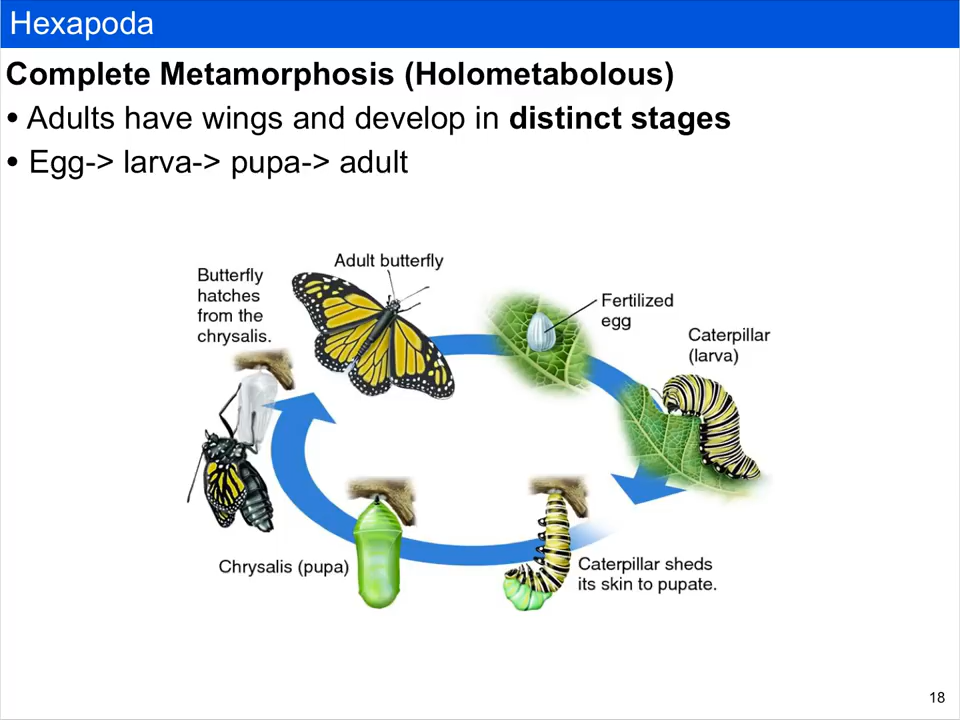 Hexapoda
Complete Metamorphosis (Holometabolous)
• Adults have wings and develop in distinct stages
• Egg-> larva-> pupa-> adult
Adult butterfly
Butterfly
hatches
from the
chrysalis.
Fertilized
egg
Caterpillar
(larva)
Chrysalis (pupa)
Caterpillar sheds
its skin to pupate.
18